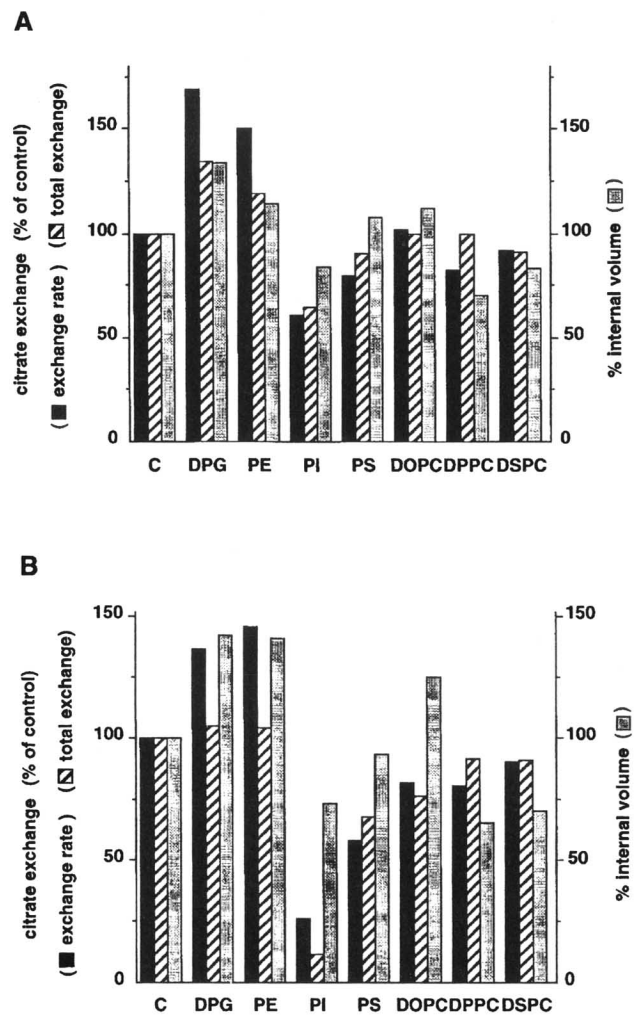 A
citrate exchange (% of control)
( ■ exchange rate ) ( ▧ total exchange)
150
100
50
0
150
100
50
0
% internal volume ( ▩ )
C DPG PE PI PS DOPC DPPC DSPC
B
citrate exchange (% of control)
( ■ exchange rate) ( ▧ total exchange)
150
100
50
0
150
100
50
0
% internal volume ( ▩ )
C DPG PE PI PS DOPC DPPC DSPC